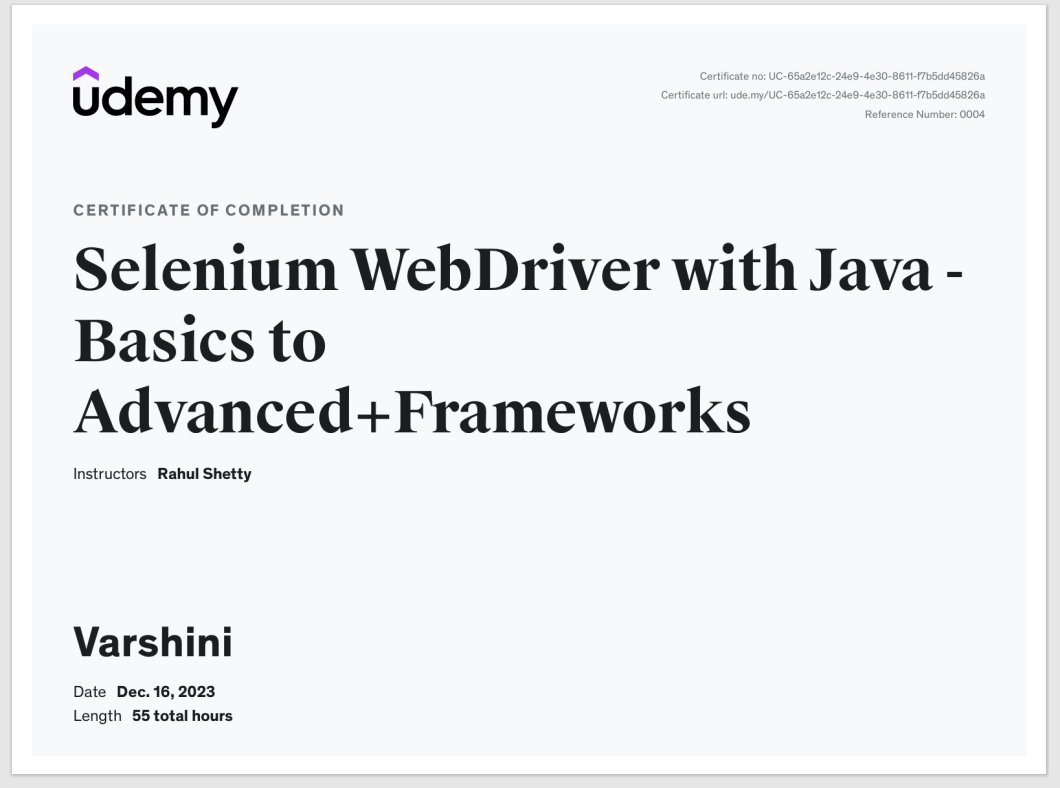 udemy
Certificate no: UC-65a2e12c-24e9-4e30-8611-f7b5dd45826a
Certificate url: ude.my/UC-65a2e12c-24e9-4e30-8611-f7b5dd45826a
Reference Number: 0004
CERTIFICATE OF COMPLETION
Selenium WebDriver with Java -
Basics to
Advanced+Frameworks
Instructors Rahul Shetty
Varshini
Date Dec. 16, 2023
Length 55 total hours